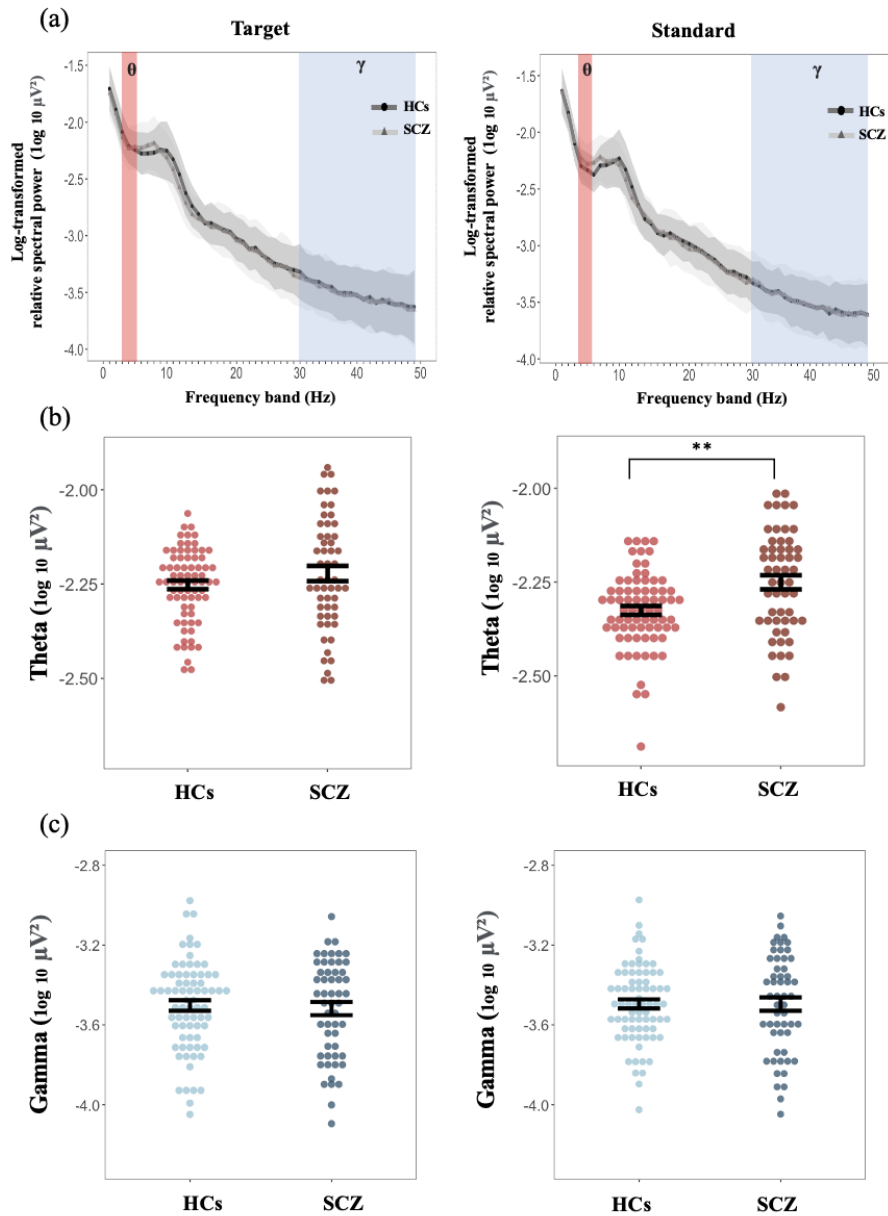 (a)
Target
Standard
θ
γ
HCs
SCZ
-1.5
-2.0
-2.5
-3.0
-3.5
-4.0
Log-transformed
relative spectral power (log 10 μV²)
0 10 20 30 40 50
Frequency band (Hz)
θ
γ
HCs
SCZ
-1.5
-2.0
-2.5
-3.0
-3.5
-4.0
Log-transformed
relative spectral power (log 10 μV²)
0 10 20 30 40 50
Frequency band (Hz)
(b)
Theta (log 10 μV²)
-2.00
-2.25
-2.50
HCs SCZ
Theta (log 10 μV²)
-2.00
-2.25
-2.50
**
HCs SCZ
(c)
Gamma (log 10 μV²)
-2.8
-3.2
-3.6
-4.0
HCs SCZ
Gamma (log 10 μV²)
-2.8
-3.2
-3.6
-4.0
HCs SCZ